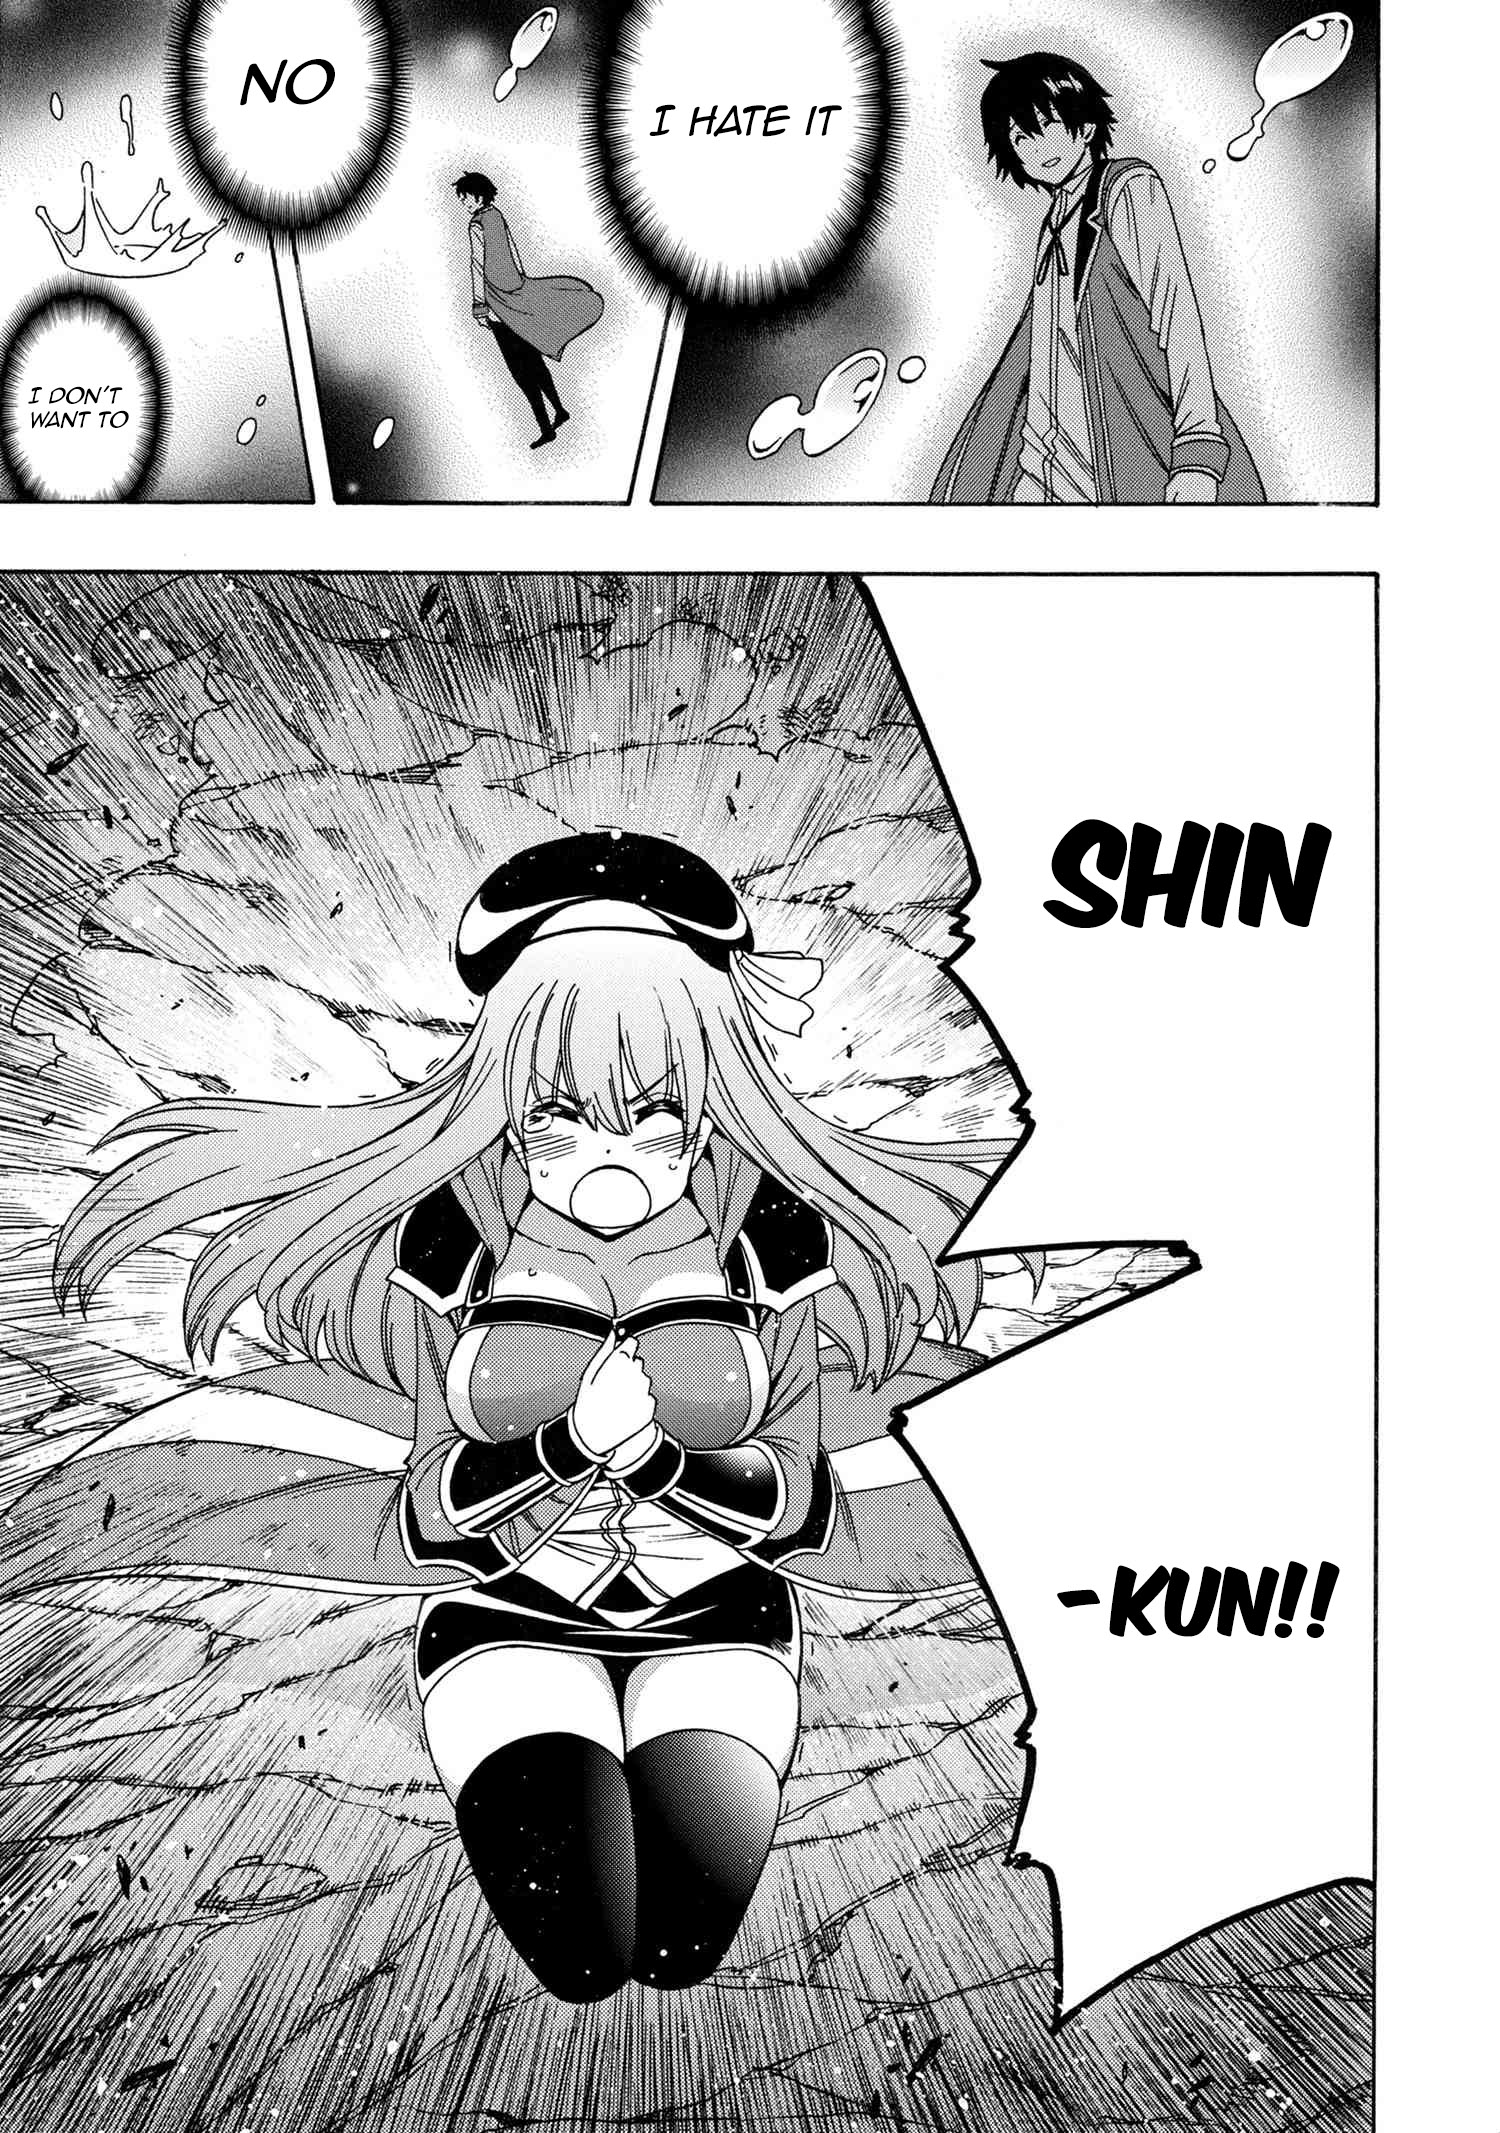 I HATE IT
NO
I DON'T
WANT TO
SHIN
-KUN!!